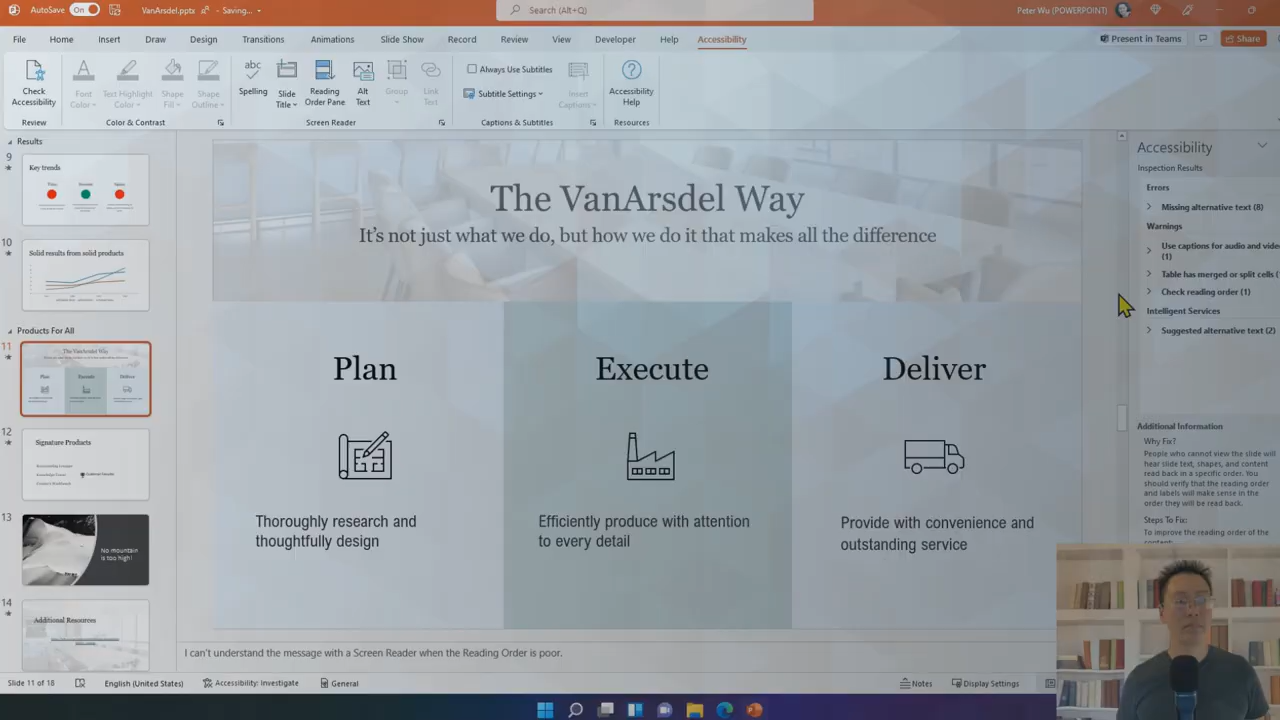 AutoSave
On
VanArsdel.pptx
Saving...
Search (Alt+Q)
Peter Wu (POWERPOINT)
File
Home
Insert
Draw
Design
Transitions
Animations
Slide Show
Record
Review
View
Developer
Help
Accessibility
Present in Teams
Share
Check
Accessibility
Font
Color
Text Highlight
Color
Shape
Fill
Shape
Outline
abc
Spelling
Slide
Title
Reading
Order Pane
Alt
Text
Group
Link
Text
Always Use Subtitles
Subtitle Settings
Insert
Captions
Accessibility
Help
Review
Color & Contrast
Screen Reader
Captions & Subtitles
Resources
Results
9
Key trends
10
Solid results from solid products
Products For All
11
The VanArsdel Way
Plan
Execute
Deliver
12
Signature Products
13
No mountain
is too high!
14
Additional Resources
The VanArsdel Way
It's not just what we do, but how we do it that makes all the difference
Plan
Execute
Deliver
Thoroughly research and
thoughtfully design
Efficiently produce with attention
to every detail
Provide with convenience and
outstanding service
I can't understand the message with a Screen Reader when the Reading Order is poor.
Accessibility
Inspection Results
Errors
Missing alternative text (8)
Warnings
Use captions for audio and vide
(1)
Table has merged or split cells (
Check reading order (1)
Intelligent Services
Suggested alternative text (2)
Additional Information
Why Fix?
People who cannot view the slide will
hear slide text, shapes, and content
read back in a specific order. You
should verify that the reading order
and labels will make sense in the
order they will be read back.
Steps To Fix:
To improve the reading order of the
content:
Slide 11 of 18
English (United States)
Accessibility: Investigate
General
Notes
Display Settings